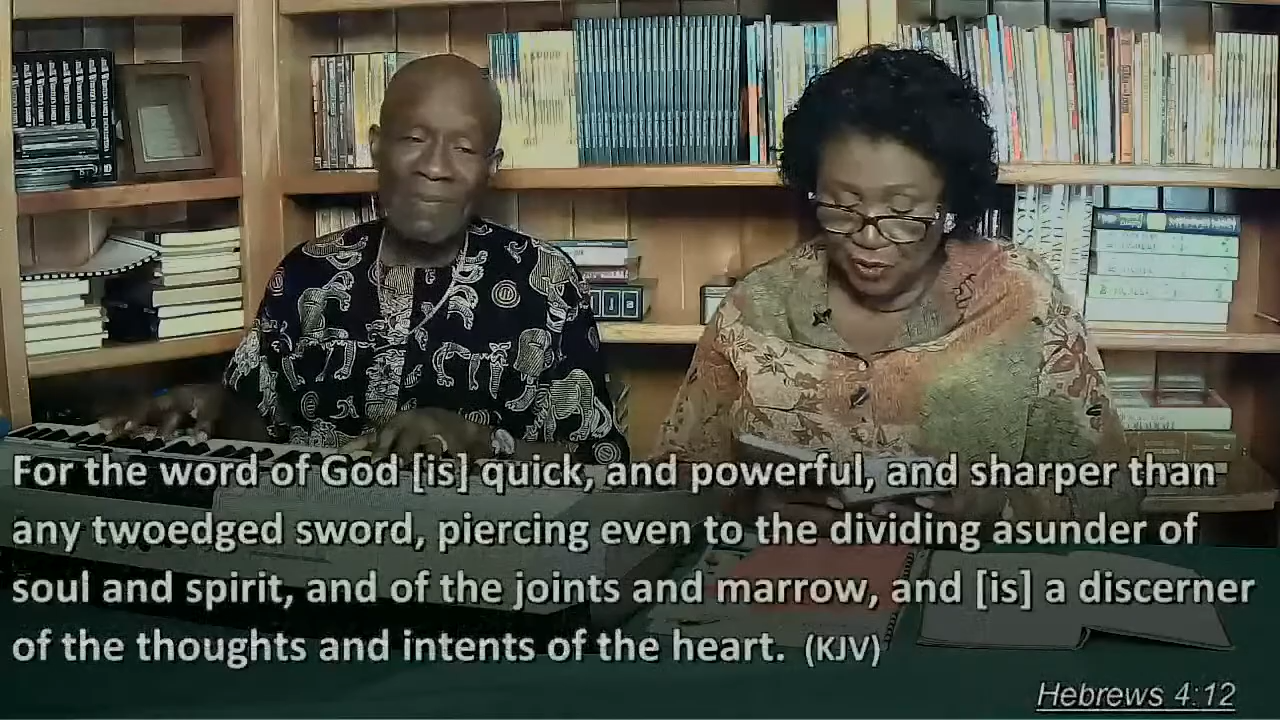 For the word of God [is] quick, and powerful, and sharper than
any twoedged sword, piercing even to the dividing asunder of
soul and spirit, and of the joints and marrow, and [is] a discerner
of the thoughts and intents of the heart. (KJV)
Hebrews 4:12